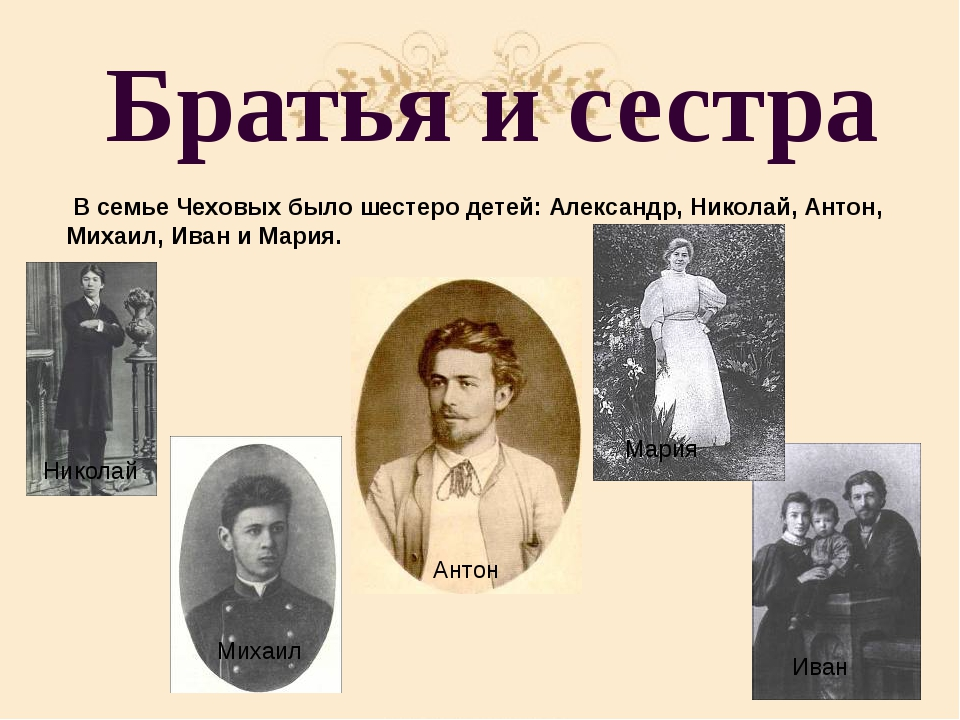 Братья и сестра
В семье Чеховых было шестеро детей: Александр, Николай, Антон,
Михаил, Иван и Мария.
Мария
Николай
Антон
Михаил
Иван